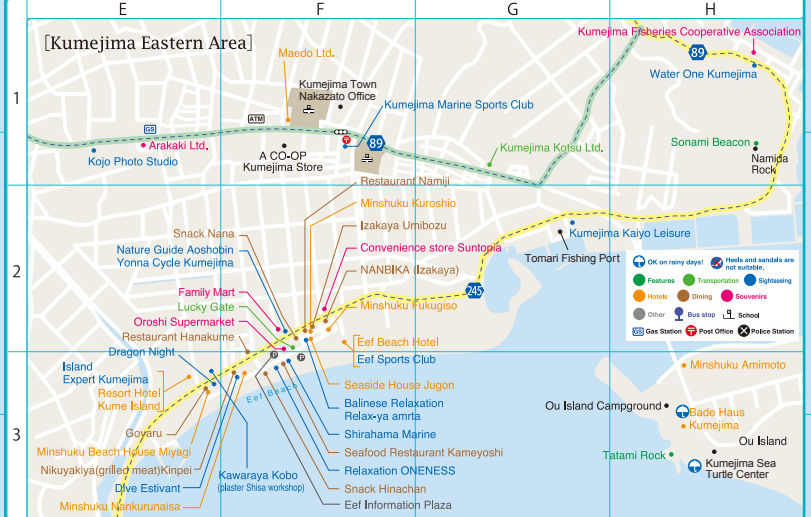 E F G H
[Kumejima Eastern Area]
Maedo Ltd.
Kumejima Fisheries Cooperative Association
89
Water One Kumejima
1
Kumejima Town
Nakazato Office
Kumejima Marine Sports Club
GS
ATM
Arakaki Ltd.
89
Kojo Photo Studio
A CO-OP
Kumejima Store
Kumejima Kotsu Ltd.
Sonami Beacon
Namida
Rock
Restaurant Namiji
Minshuku Kuroshio
Snack Nana
Izakaya Umibozu
Nature Guide Aoshobin
Yonna Cycle Kumejima
Convenience store Suntopia
Kumejima Kaiyo Leisure
Tomari Fishing Port
2
NANBIKA (Izakaya)
245
Family Mart
Lucky Gate
Minshuku Fukugiso
Oroshi Supermarket
Restaurant Hanakume
Eef Beach Hotel
Dragon Night
P
P
Eef Sports Club
OK on rainy days!
Heels and sandals are
not suitable.
Features
Transportation
Sightseeing
Hotels
Dining
Souvenirs
Other
Bus stop
School
GS Gas Station
Post Office
Police Station
Island
Expert Kumejima
Resort Hotel
Kume Island
Eef Beach
Seaside House Jugon
Minshuku Amimoto
Balinese Relaxation
Relax-ya amrta
Ou Island Campground
Bade Haus
Kumejima
3
Goyaru
Shirahama Marine
Minshuku Beach House Miyagi
Seafood Restaurant Kameyoshi
Ou Island
Tatami Rock
Nikuyakiya(grilled meat)Kinpei
Kawaraya Kobo
(plaster Shisa workshop)
Relaxation ONENESS
Kumejima Sea
Turtle Center
Dive Estivant
Snack Hinachan
Minshuku Nankurunaisa
Eef Information Plaza